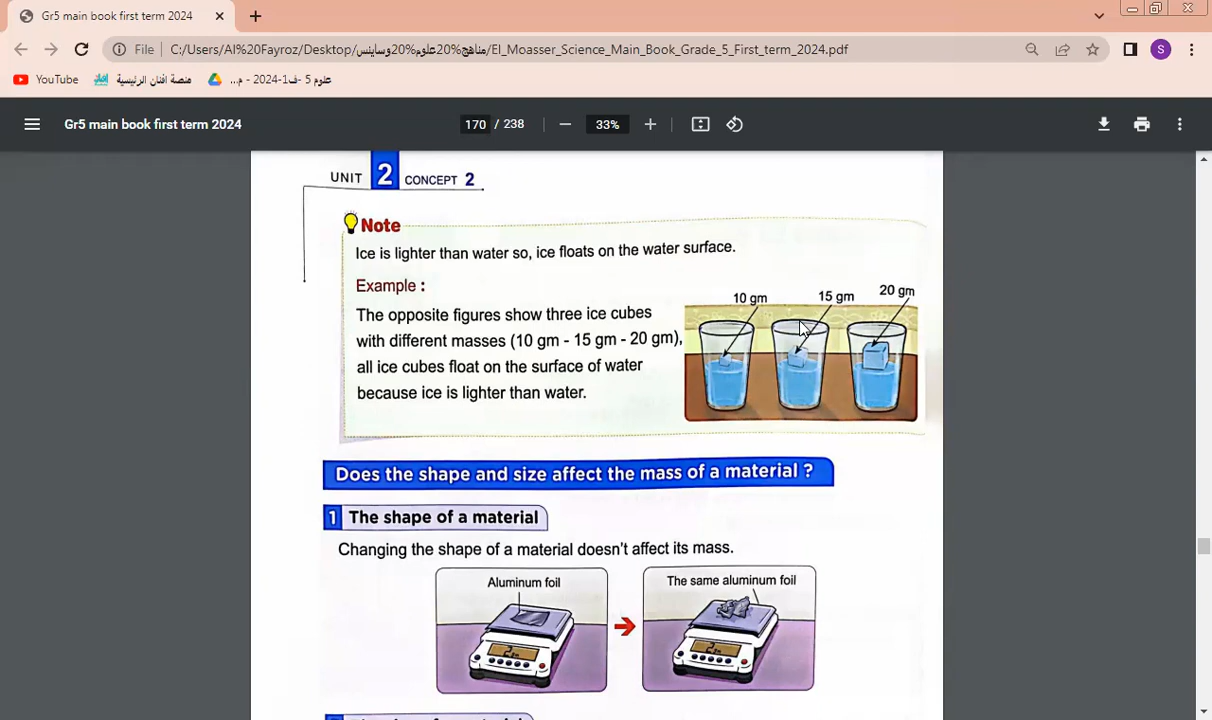 Gr5 main book first term 2024
File C:/Users/Al%20Fayroz/Desktop/مناهج%20علوم%20وساينس/El_Moasser_Science_Main_Book_Grade_5_First_term_2024.pdf
S
YouTube منصة افنان الرئيسية علوم 5 -ف1-2024 - م...
Gr5 main book first term 2024 170 / 238 33%
UNIT 2 CONCEPT 2
Note
Ice is lighter than water so, ice floats on the water surface.
Example :
10 gm 15 gm 20 gm
The opposite figures show three ice cubes
with different masses (10 gm - 15 gm - 20 gm),
all ice cubes float on the surface of water
because ice is lighter than water.
Does the shape and size affect the mass of a material ?
1 The shape of a material
Changing the shape of a material doesn't affect its mass.
Aluminum foil The same aluminum foil